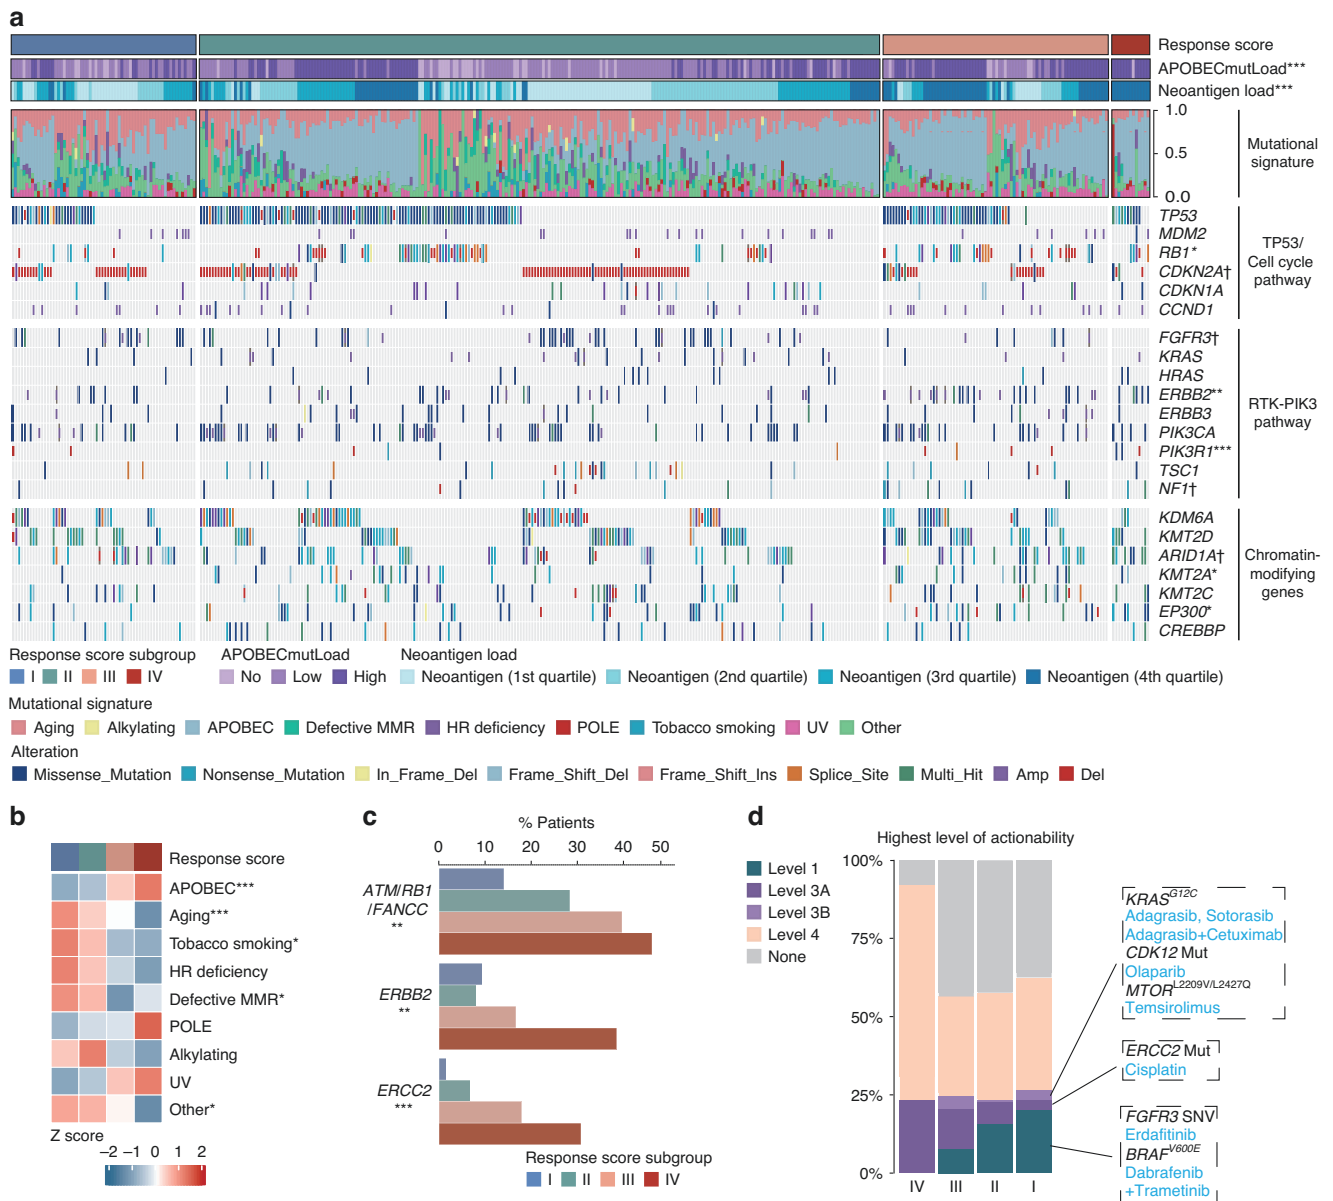 a
Response score
APOBECmutLoad***
Neoantigen load***
1.0
0.5
0.0
Mutational
signature
TP53
MDM2
RB1*
CDKN2A†
CDKN1A
CCND1
TP53/
Cell cycle
pathway
FGFR3†
KRAS
HRAS
ERBB2**
ERBB3
PIK3CA
PIK3R1***
TSC1
NF1†
RTK-PIK3
pathway
KDM6A
KMT2D
ARID1A†
KMT2A*
KMT2C
EP300*
CREBBP
Chromatin-
modifying
genes
Response score subgroup
I II III IV
APOBECmutLoad
No Low High
Neoantigen load
Neoantigen (1st quartile) Neoantigen (2nd quartile) Neoantigen (3rd quartile) Neoantigen (4th quartile)
Mutational signature
Aging Alkylating APOBEC Defective MMR HR deficiency POLE Tobacco smoking UV Other
Alteration
Missense_Mutation Nonsense_Mutation In_Frame_Del Frame_Shift_Del Frame_Shift_Ins Splice_Site Multi_Hit Amp Del
b
Response score
APOBEC***
Aging***
Tobacco smoking*
HR deficiency
Defective MMR*
POLE
Alkylating
UV
Other*
Z score
−2 −1 0 1 2
c
% Patients
0 10 20 30 40 50
ATM/RB1
/FANCC
**
ERBB2
**
ERCC2
***
Response score subgroup
I II III IV
d
Highest level of actionability
Level 1
Level 3A
Level 3B
Level 4
None
100%
75%
50%
25%
0%
IV III II I
KRAS^G12C
Adagrasib, Sotorasib
Adagrasib+Cetuximab
CDK12 Mut
Olaparib
MTOR^L2209V/L2427Q
Temsirolimus
ERCC2 Mut
Cisplatin
FGFR3 SNV
Erdafitinib
BRAF^V600E
Dabrafenib
+Trametinib